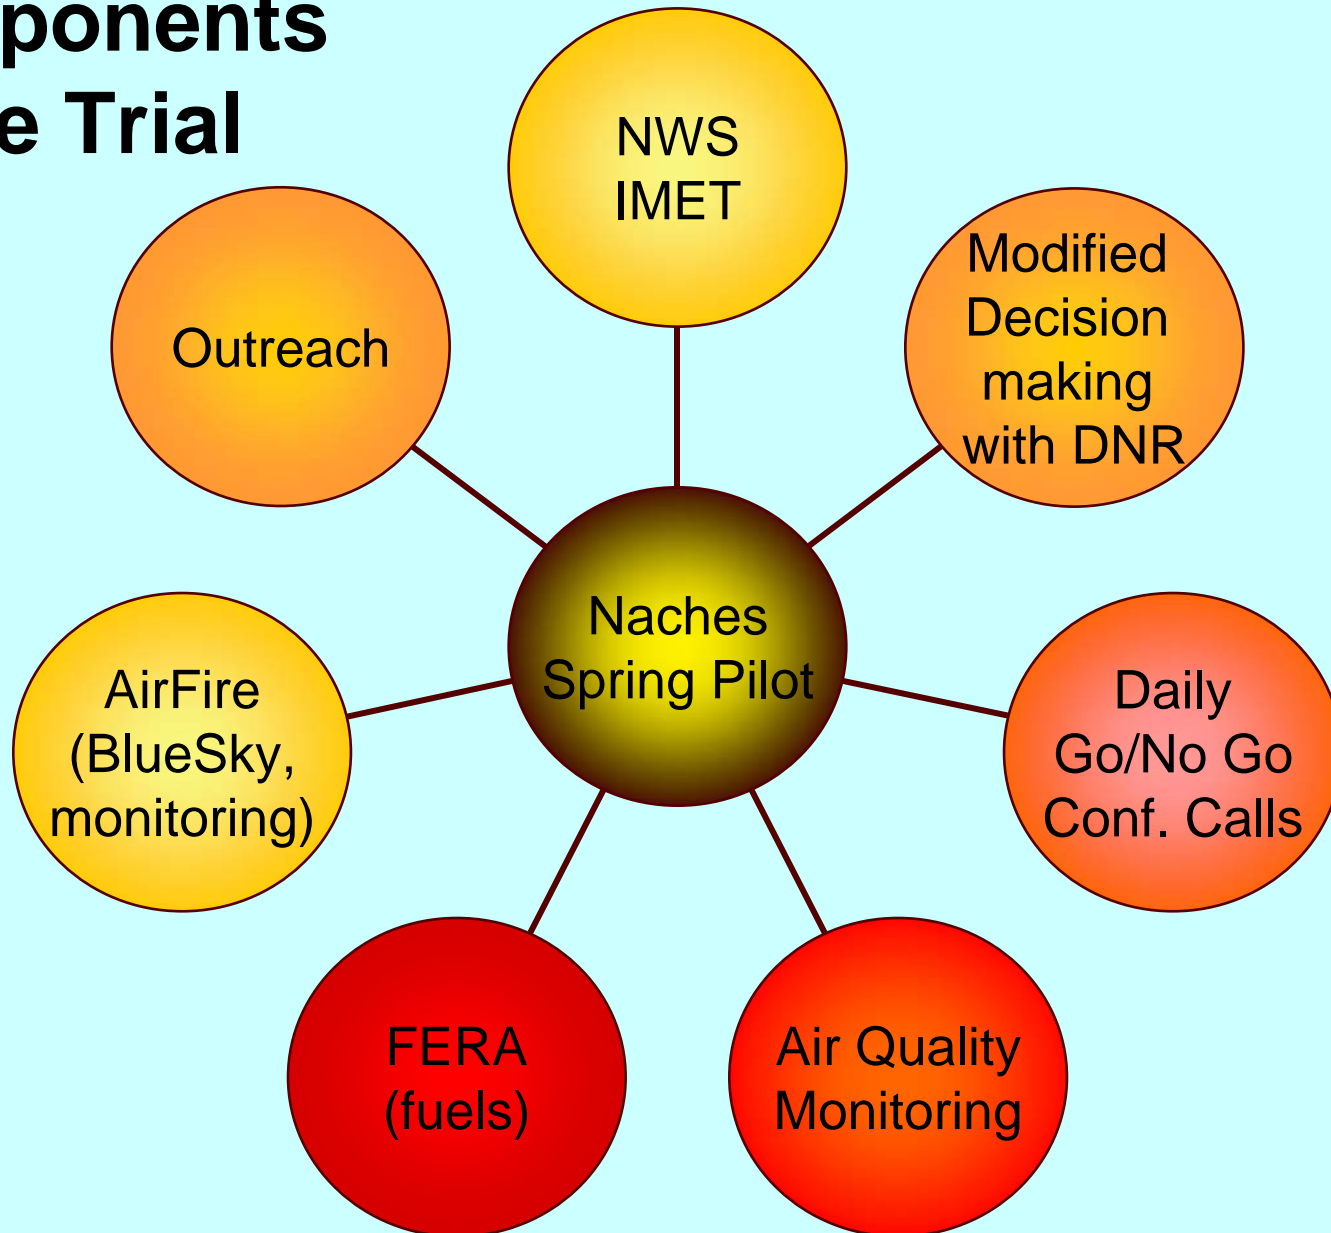 ponents
e Trial
NWS
IMET
Modified
Decision
making
with DNR
Outreach
Naches
Spring Pilot
Daily
Go/No Go
Conf. Calls
AirFire
(BlueSky,
monitoring)
FERA
(fuels)
Air Quality
Monitoring